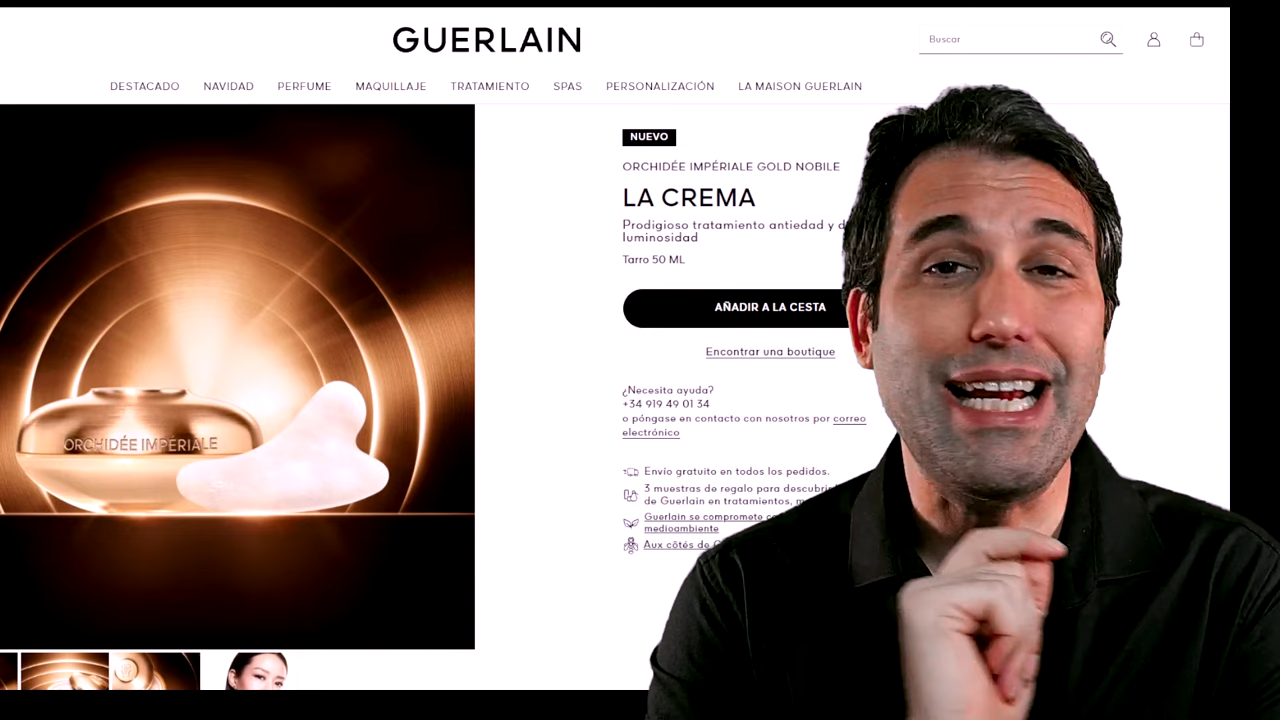 GUERLAIN
Buscar
DESTACADO NAVIDAD PERFUME MAQUILLAJE TRATAMIENTO SPAS PERSONALIZACIÓN LA MAISON GUERLAIN
NUEVO
ORCHIDÉE IMPÉRIALE GOLD NOBILE
LA CREMA
Prodigioso tratamiento antiedad y
luminosidad
Tarro 50 ML
AÑADIR A LA CESTA
Encontrar una boutique
¿Necesita ayuda?
+34 919 49 01 34
o póngase en contacto con nosotros por correo
electrónico
Envío gratuito en todos los pedidos.
3 muestras de regalo para
de Guerlain en tratamientos,
Guerlain se compromete
medioambiente
Aux côtés de
ORCHIDÉE IMPÉRIALE